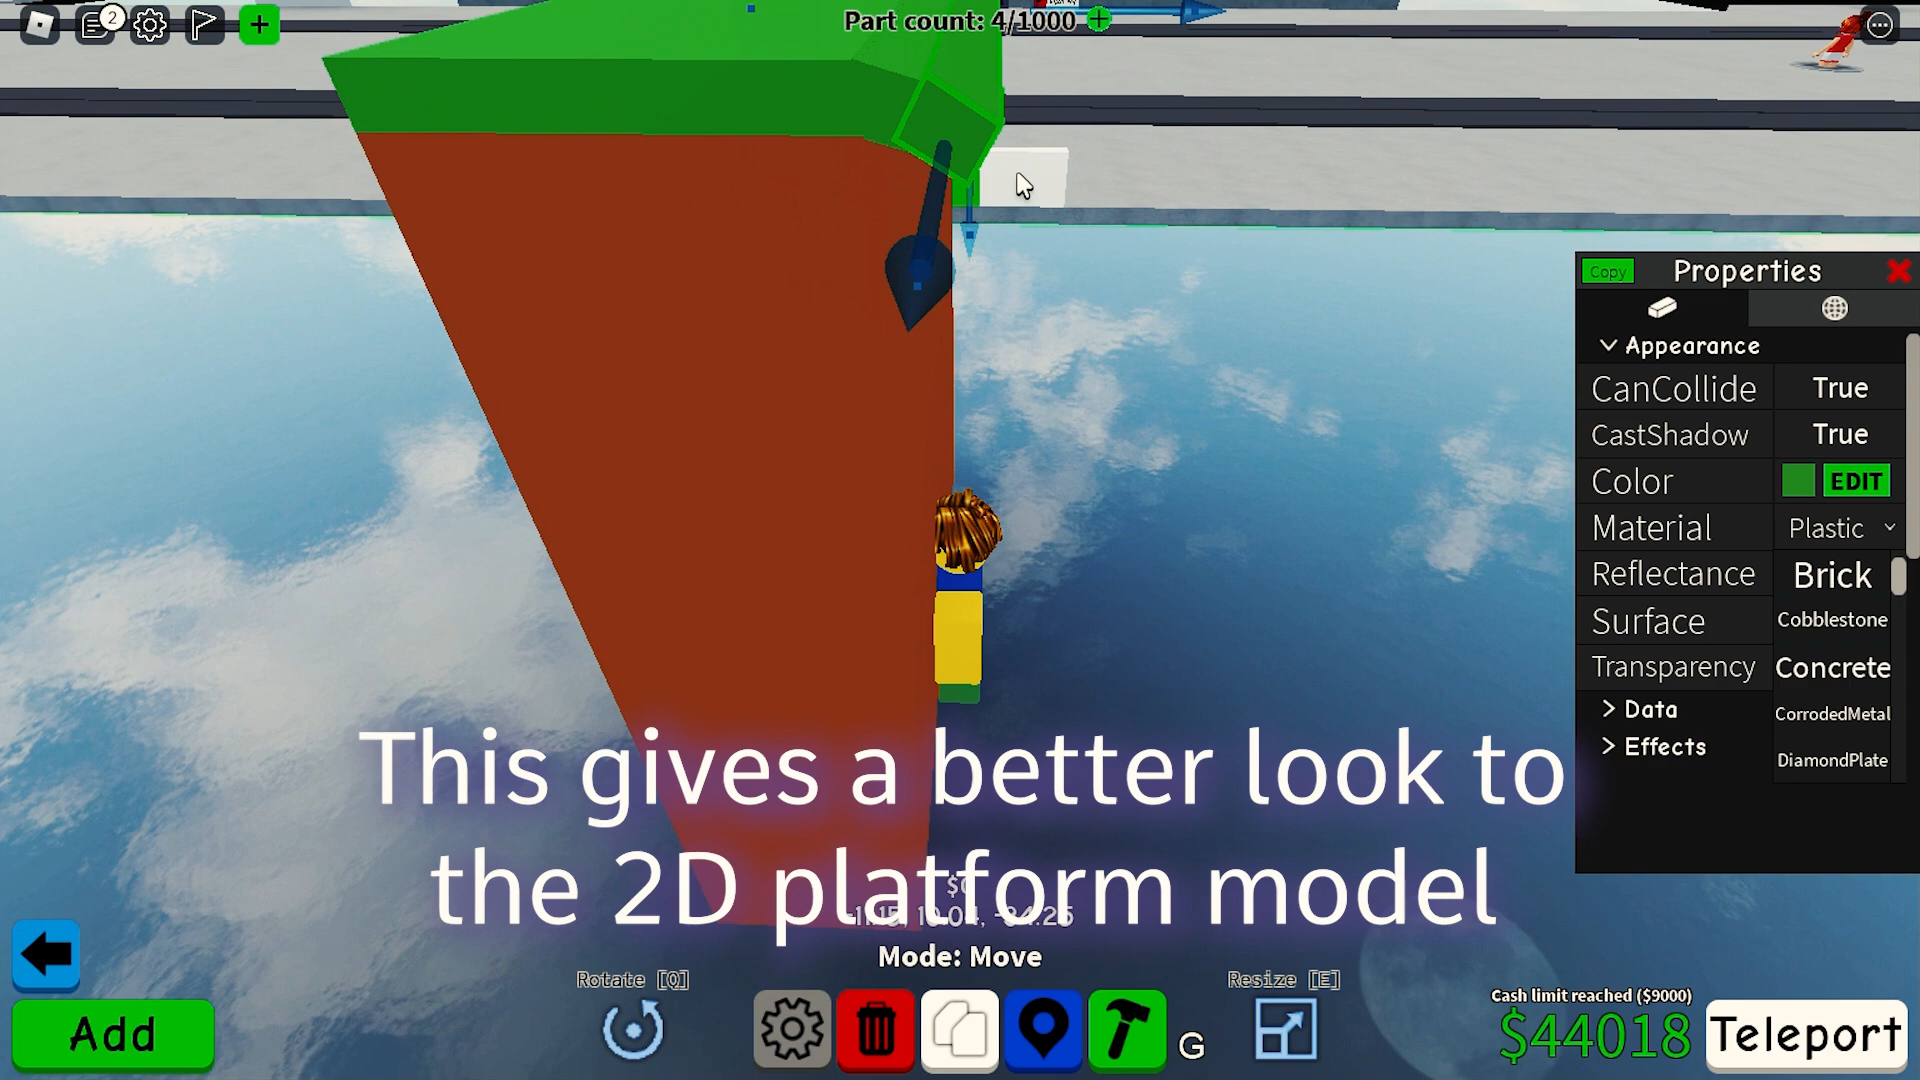 2
Part count: 4/1000
Copy
Properties
Appearance
CanCollide
True
CastShadow
True
Color
EDIT
Material
Plastic
Reflectance
Brick
Surface
Cobblestone
Transparency
Concrete
Data
CorrodedMetal
Effects
DiamondPlate
This gives a better look to
the 2D platform model
Mode: Move
Rotate [Q]
Resize [E]
G
Add
Cash limit reached ($9000)
$44018
Teleport